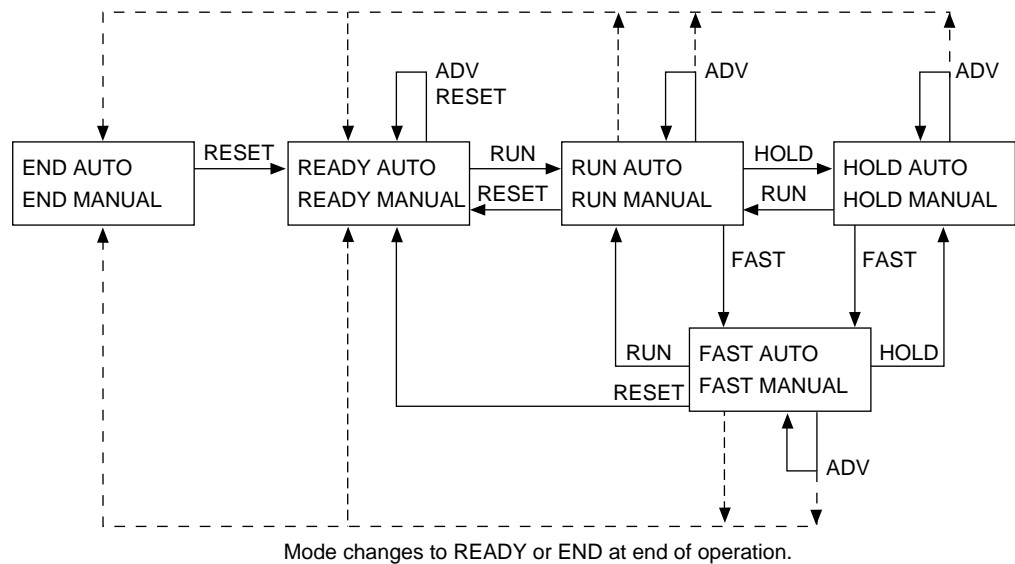 ADV
RESET
ADV
ADV
END AUTO
END MANUAL
RESET
READY AUTO
READY MANUAL
RUN
RESET
RUN AUTO
RUN MANUAL
HOLD
RUN
HOLD AUTO
HOLD MANUAL
FAST
FAST
RUN
RESET
FAST AUTO
FAST MANUAL
HOLD
ADV
Mode changes to READY or END at end of operation.